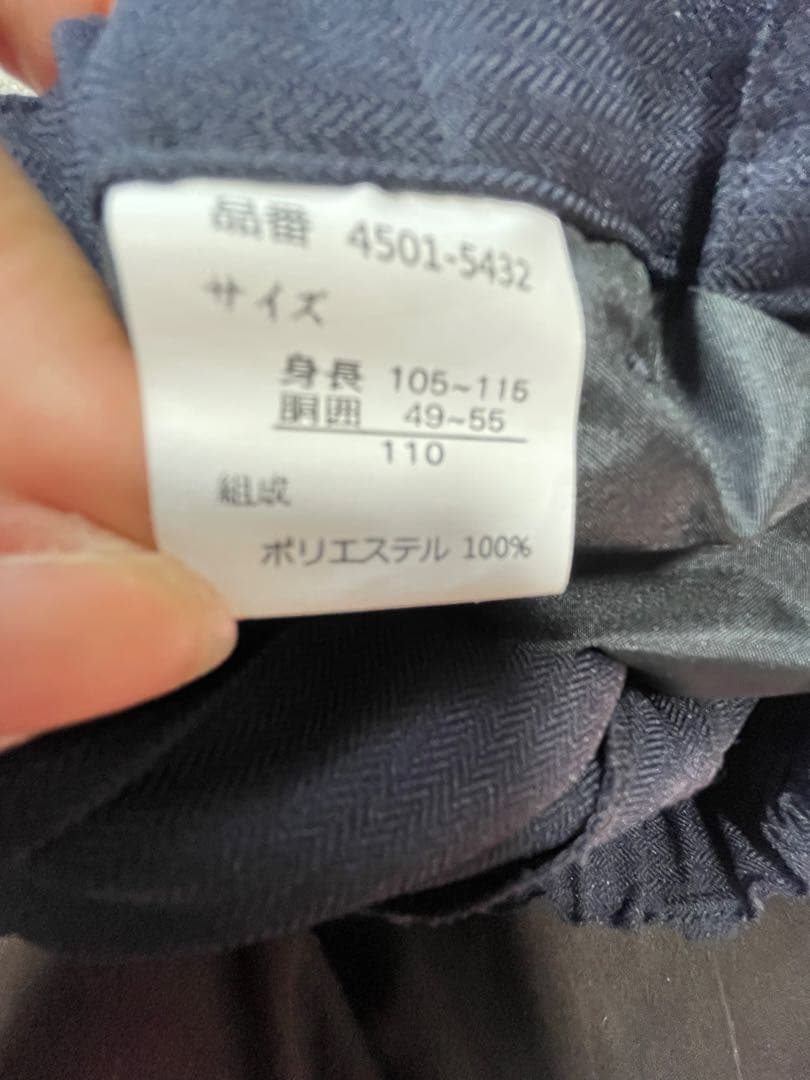 品番 4501-5432
サイズ
身長 105~115
胴囲 49~55
110
組成
ポリエステル 100%